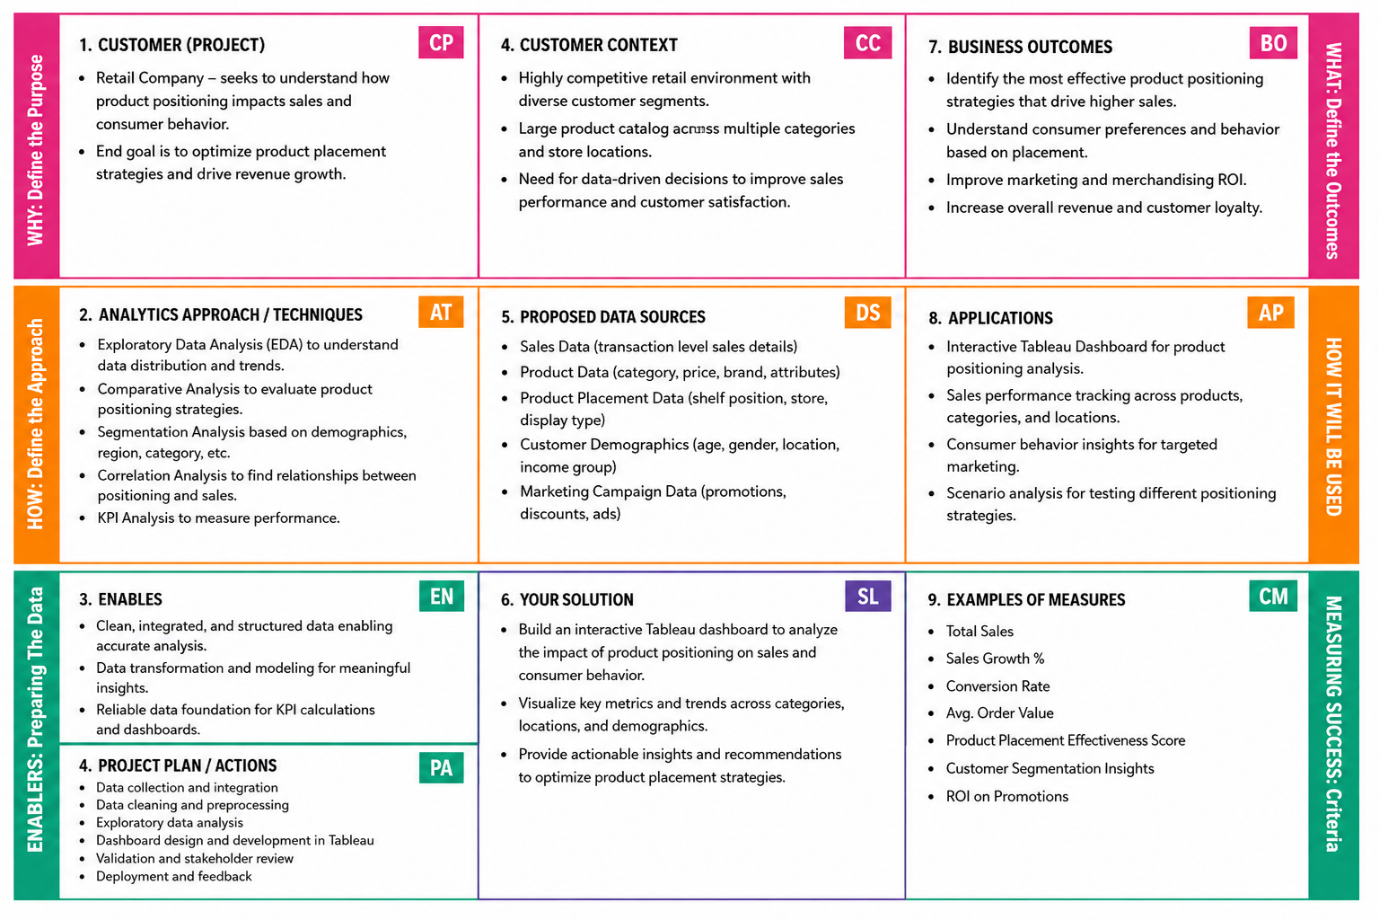 WHY: Define the Purpose
1. CUSTOMER (PROJECT)
CP
• Retail Company – seeks to understand how
product positioning impacts sales and
consumer behavior.
• End goal is to optimize product placement
strategies and drive revenue growth.
4. CUSTOMER CONTEXT
CC
• Highly competitive retail environment with
diverse customer segments.
• Large product catalog across multiple categories
and store locations.
• Need for data-driven decisions to improve sales
performance and customer satisfaction.
7. BUSINESS OUTCOMES
BO
• Identify the most effective product positioning
strategies that drive higher sales.
• Understand consumer preferences and behavior
based on placement.
• Improve marketing and merchandising ROI.
• Increase overall revenue and customer loyalty.
WHAT: Define the Outcomes
HOW: Define the Approach
2. ANALYTICS APPROACH / TECHNIQUES
AT
• Exploratory Data Analysis (EDA) to understand
data distribution and trends.
• Comparative Analysis to evaluate product
positioning strategies.
• Segmentation Analysis based on demographics,
region, category, etc.
• Correlation Analysis to find relationships between
positioning and sales.
• KPI Analysis to measure performance.
5. PROPOSED DATA SOURCES
DS
• Sales Data (transaction level sales details)
• Product Data (category, price, brand, attributes)
• Product Placement Data (shelf position, store,
display type)
• Customer Demographics (age, gender, location,
income group)
• Marketing Campaign Data (promotions,
discounts, ads)
8. APPLICATIONS
AP
• Interactive Tableau Dashboard for product
positioning analysis.
• Sales performance tracking across products,
categories, and locations.
• Consumer behavior insights for targeted
marketing.
• Scenario analysis for testing different positioning
strategies.
HOW IT WILL BE USED
ENABLERS: Preparing The Data
3. ENABLES
EN
• Clean, integrated, and structured data enabling
accurate analysis.
• Data transformation and modeling for meaningful
insights.
• Reliable data foundation for KPI calculations
and dashboards.
4. PROJECT PLAN / ACTIONS
PA
• Data collection and integration
• Data cleaning and preprocessing
• Exploratory data analysis
• Dashboard design and development in Tableau
• Validation and stakeholder review
• Deployment and feedback
6. YOUR SOLUTION
SL
• Build an interactive Tableau dashboard to analyze
the impact of product positioning on sales and
consumer behavior.
• Visualize key metrics and trends across categories,
locations, and demographics.
• Provide actionable insights and recommendations
to optimize product placement strategies.
9. EXAMPLES OF MEASURES
CM
• Total Sales
• Sales Growth %
• Conversion Rate
• Avg. Order Value
• Product Placement Effectiveness Score
• Customer Segmentation Insights
• ROI on Promotions
MEASURING SUCCESS: Criteria